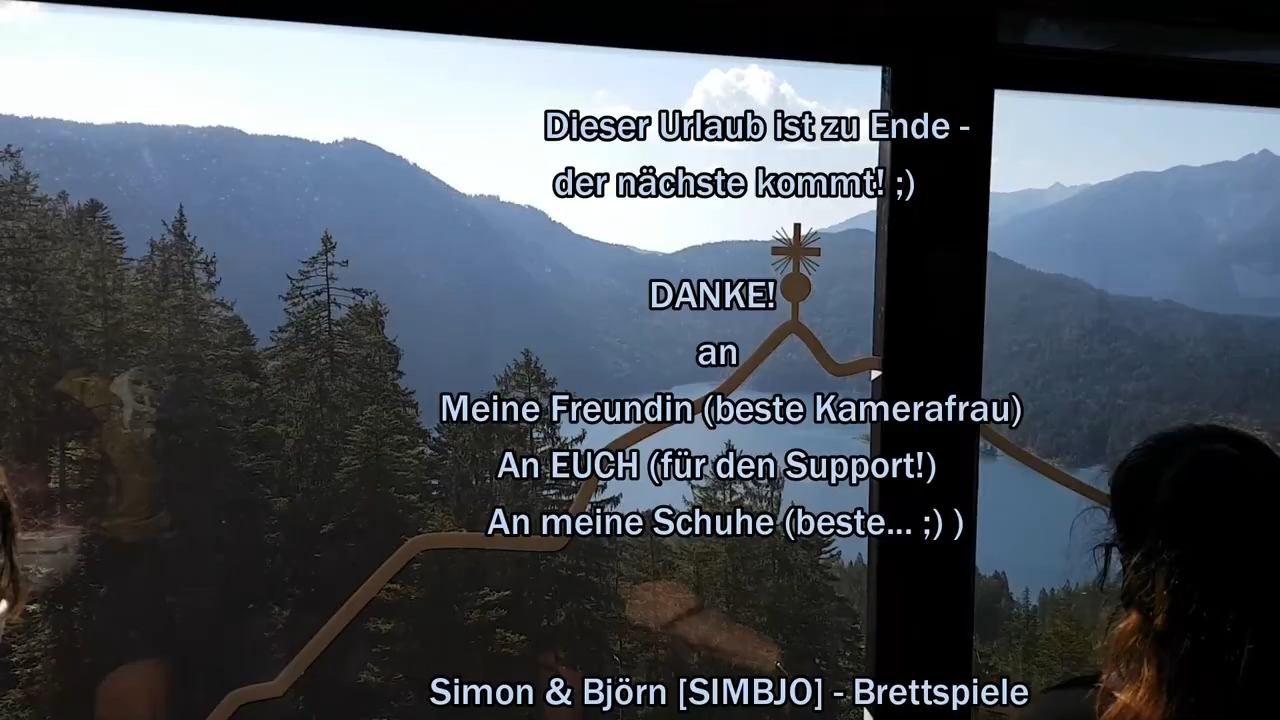 Dieser Urlaub ist zu Ende -
der nächste kommt! ;)
DANKE!
an
Meine Freundin (beste Kamerafrau)
An EUCH (für den Support!)
An meine Schuhe (beste... ;) )
Simon & Björn [SIMBJO] - Brettspiele